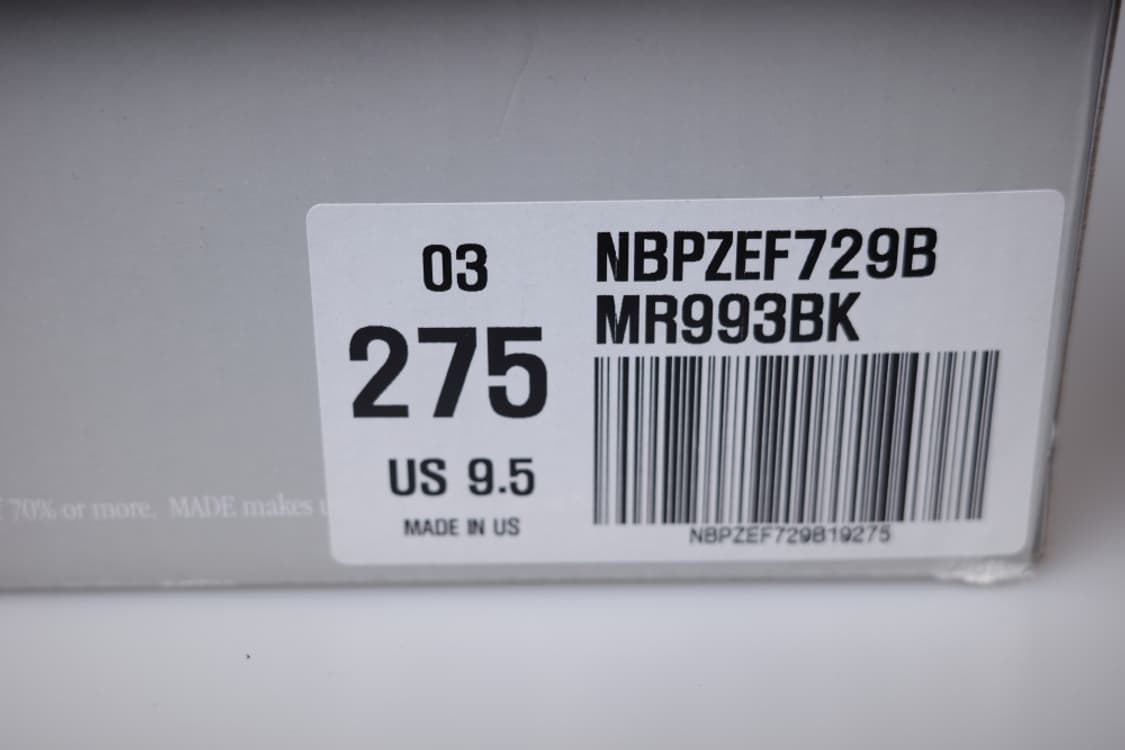 03
275
US 9.5
MADE IN US
NBPZEF729B
MR993BK
NBPZEF729B19275
70% or more. MADE makes